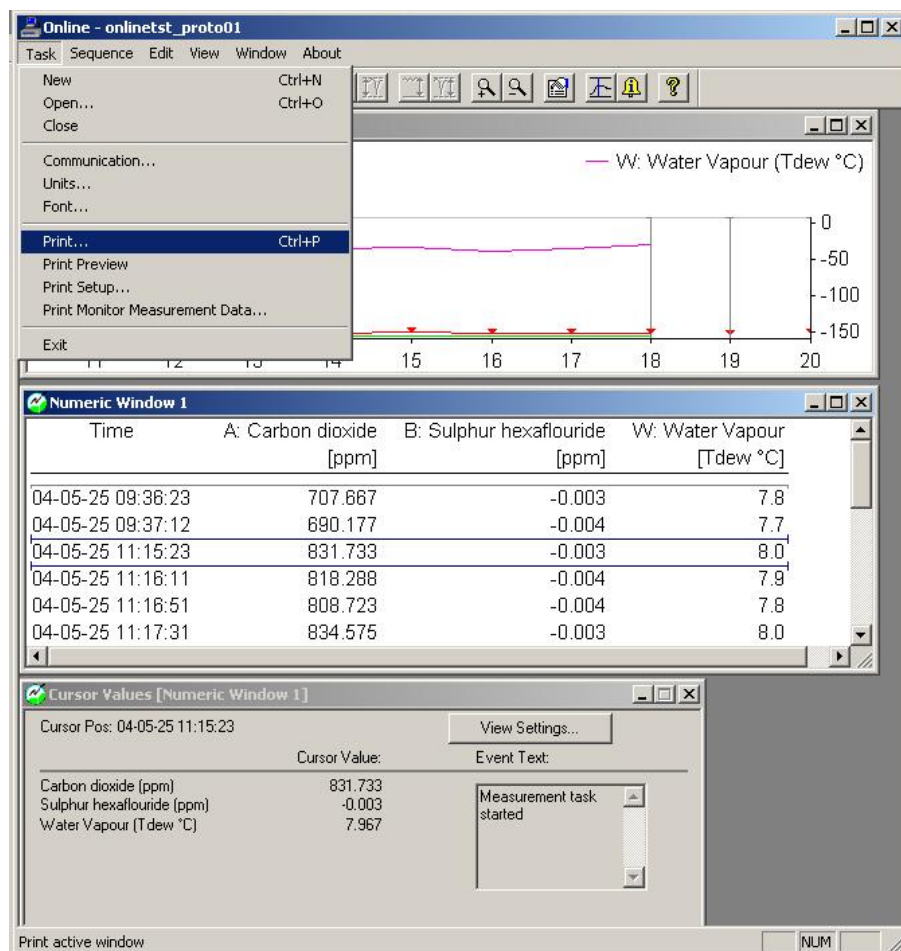 Online - onlinetst_proto01
Task Sequence Edit View Window About
New Ctrl+N
Open... Ctrl+O
Close
Communication...
Units...
Font...
Print... Ctrl+P
Print Preview
Print Setup...
Print Monitor Measurement Data...
Exit
W: Water Vapour (Tdew °C)
0
-50
-100
-150
15 16 17 18 19 20
Numeric Window 1
Time A: Carbon dioxide B: Sulphur hexaflouride W: Water Vapour
[ppm] [ppm] [Tdew °C]
04-05-25 09:36:23 707.667 -0.003 7.8
04-05-25 09:37:12 690.177 -0.004 7.7
04-05-25 11:15:23 831.733 -0.003 8.0
04-05-25 11:16:11 818.288 -0.004 7.9
04-05-25 11:16:51 808.723 -0.004 7.8
04-05-25 11:17:31 834.575 -0.003 8.0
Cursor Values [Numeric Window 1]
Cursor Pos: 04-05-25 11:15:23
View Settings...
Cursor Value: Event Text:
Carbon dioxide (ppm) 831.733
Sulphur hexaflouride (ppm) -0.003
Water Vapour (Tdew °C) 7.967
Measurement task
started
Print active window NUM